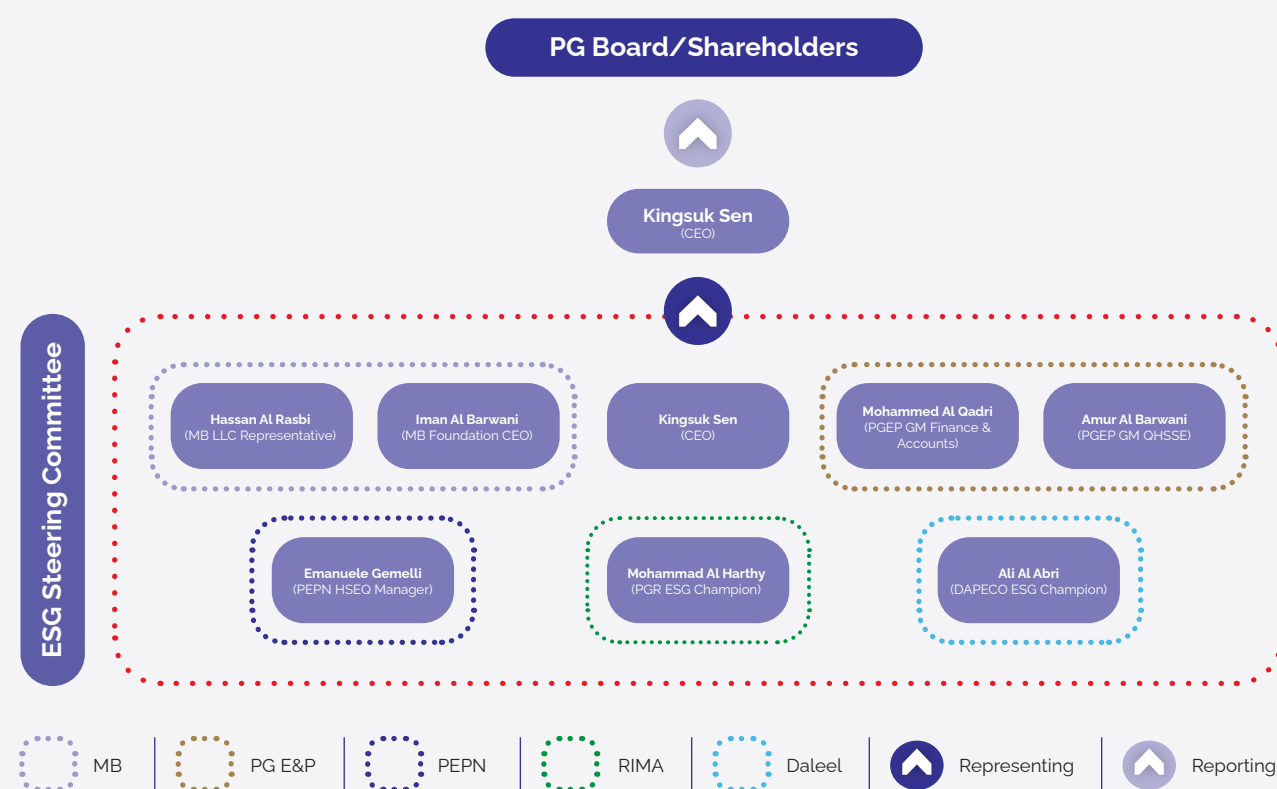 PG Board/Shareholders
Kingsuk Sen
(CEO)
ESG Steering Committee
Hassan Al Rasbi
(MB LLC Representative)
Iman Al Barwani
(MB Foundation CEO)
Kingsuk Sen
(CEO)
Mohammed Al Qadri
(PGEP GM Finance &
Accounts)
Amur Al Barwani
(PGEP GM QHSSE)
Emanuele Gemelli
(PEPN HSEQ Manager)
Mohammad Al Harthy
(PGR ESG Champion)
Ali Al Abri
(DAPECO ESG Champion)
MB
PG E&P
PEPN
RIMA
Daleel
Representing
Reporting